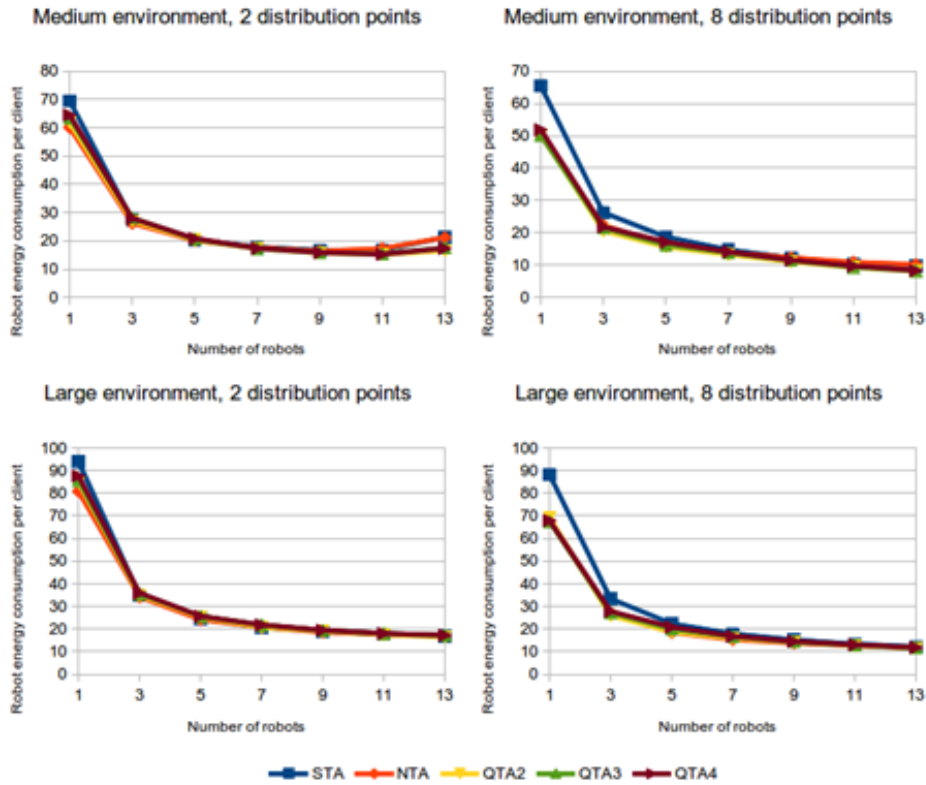 Medium environment, 2 distribution points
Medium environment, 8 distribution points
Robot energy consumption per client
80
70
60
50
40
30
20
10
0
1 3 5 7 9 11 13
Number of robots
Robot energy consumption per client
70
60
50
40
30
20
10
0
1 3 5 7 9 11 13
Number of robots
Large environment, 2 distribution points
Large environment, 8 distribution points
Robot energy consumption per client
100
90
80
70
60
50
40
30
20
10
0
1 3 5 7 9 11 13
Number of robots
Robot energy consumption per client
100
90
80
70
60
50
40
30
20
10
0
1 3 5 7 9 11 13
Number of robots
STA NTA QTA2 QTA3 QTA4